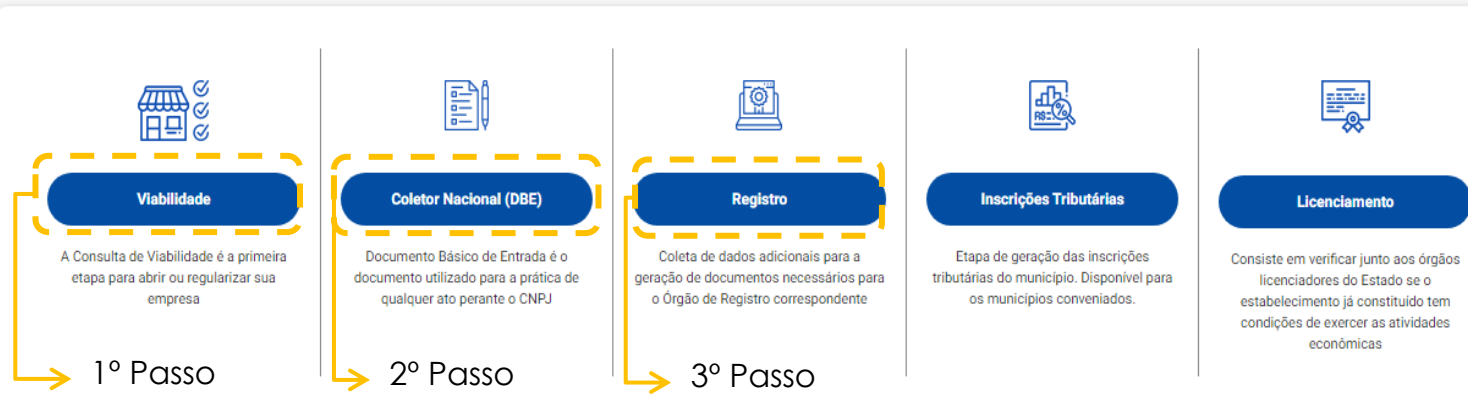 Viabilidade
A Consulta de Viabilidade é a primeira
etapa para abrir ou regularizar sua
empresa
1º Passo
Coletor Nacional (DBE)
Documento Básico de Entrada é o
documento utilizado para a prática de
qualquer ato perante o CNPJ
2º Passo
Registro
Coleta de dados adicionais para a
geração de documentos necessários para
o Órgão de Registro correspondente
3º Passo
R$
%
Inscrições Tributárias
Etapa de geração das inscrições
tributárias do município. Disponível para
os municípios conveniados.
Licenciamento
Consiste em verificar junto aos órgãos
licenciadores do Estado se o
estabelecimento já constituído tem
condições de exercer as atividades
econômicas